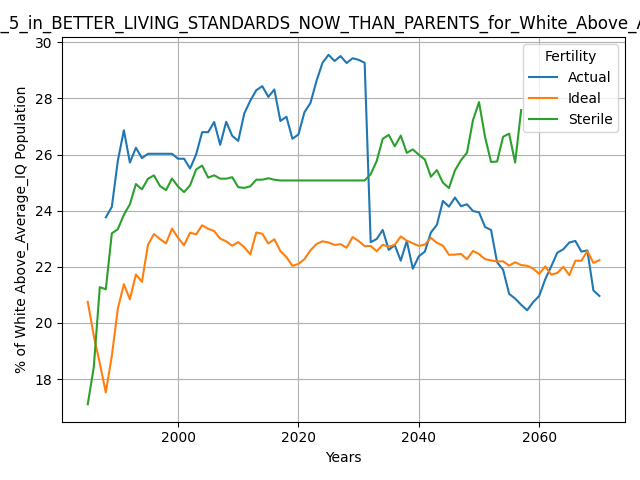 _5_in_BETTER_LIVING_STANDARDS_NOW_THAN_PARENTS_for_White_Above_
30
28
26
24
22
20
18
% of White Above_Average_IQ Population
Fertility
Actual
Ideal
Sterile
2000
2020
2040
2060
Years